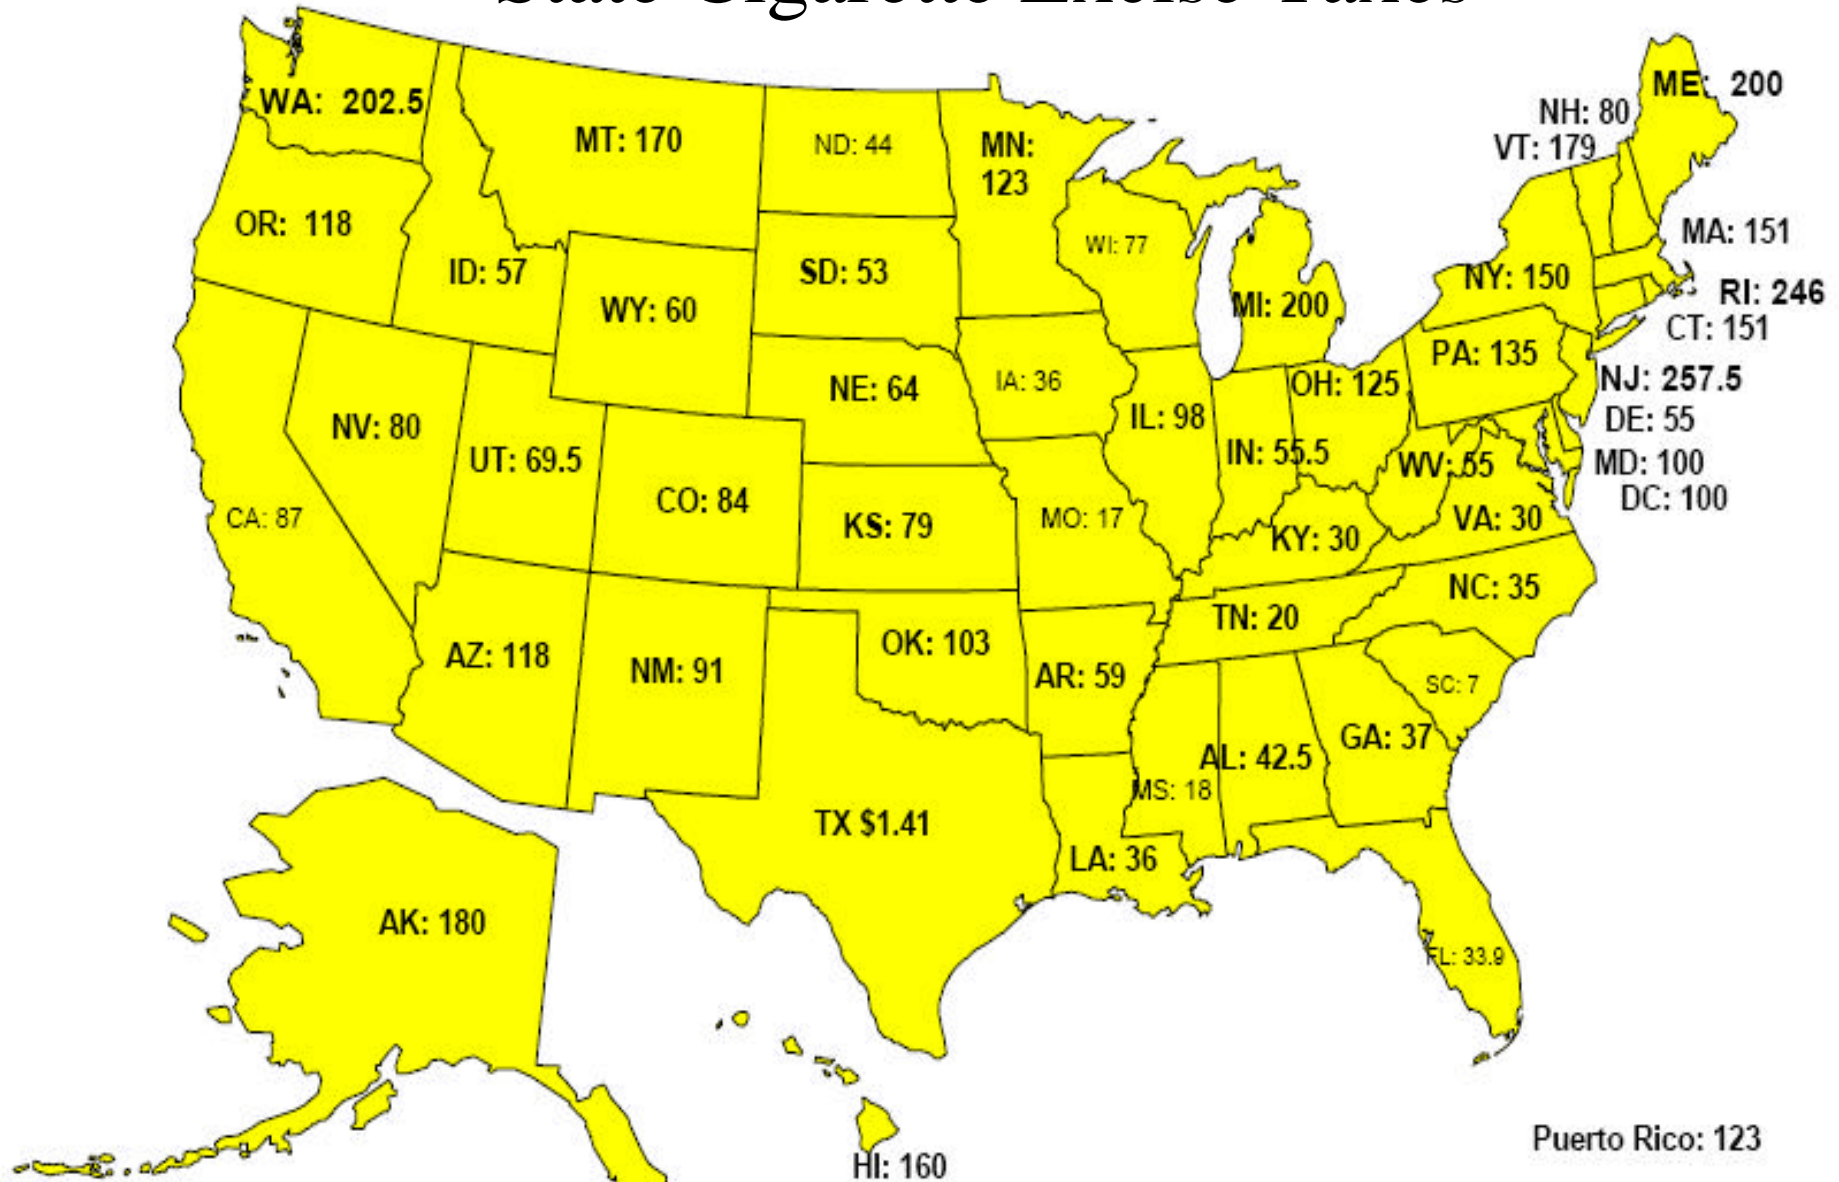 State Cigarette Excise Taxes
WA: 202.5
MT: 170
ND: 44
MN:
123
ME: 200
NH: 80
VT: 179
OR: 118
ID: 57
WY: 60
SD: 53
WI: 77
MI: 200
NY: 150
MA: 151
RI: 246
CT: 151
NV: 80
UT: 69.5
NE: 64
IA: 36
IL: 98
IN: 55.5
OH: 125
PA: 135
NJ: 257.5
DE: 55
MD: 100
DC: 100
CA: 87
CO: 84
KS: 79
MO: 17
KY: 30
WV: 55
VA: 30
NC: 35
TN: 20
AZ: 118
NM: 91
OK: 103
AR: 59
SC: 7
GA: 37
AL: 42.5
MS: 18
TX $1.41
LA: 36
AK: 180
FL: 33.9
HI: 160
Puerto Rico: 123